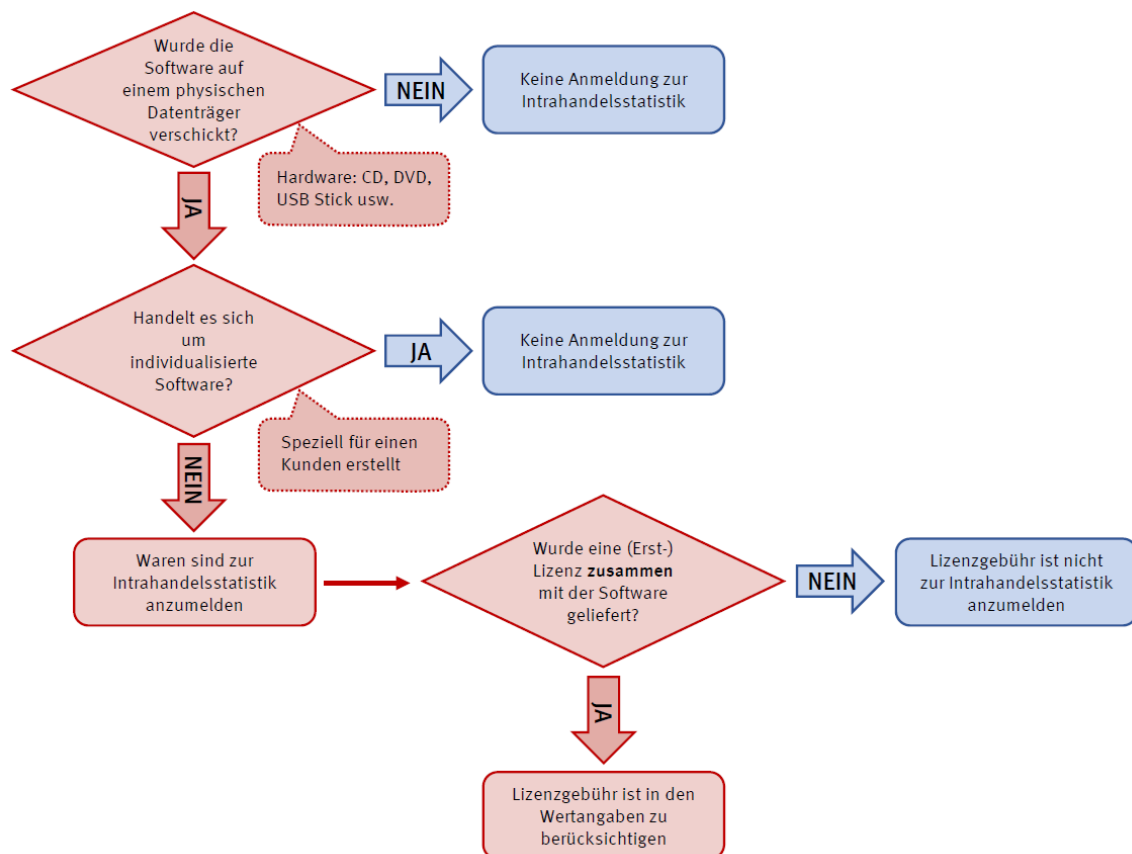 Wurde die
Software auf
einem physischen
Datenträger
verschickt?
NEIN
Keine Anmeldung zur
Intrahandelsstatistik
Hardware: CD, DVD,
USB Stick usw.
JA
Handelt es sich
um
individualisierte
Software?
JA
Keine Anmeldung zur
Intrahandelsstatistik
Speziell für einen
Kunden erstellt
NEIN
Waren sind zur
Intrahandelsstatistik
anzumelden
Wurde eine (Erst-)
Lizenz zusammen
mit der Software
geliefert?
NEIN
Lizenzgebühr ist nicht
zur Intrahandelsstatistik
anzumelden
JA
Lizenzgebühr ist in den
Wertangaben zu
berücksichtigen